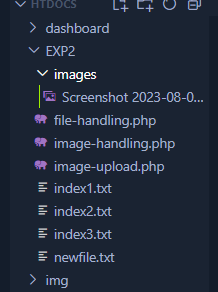 HTDOCS
dashboard
EXP2
images
Screenshot 2023-08-0...
file-handling.php
image-handling.php
image-upload.php
index1.txt
index2.txt
index3.txt
newfile.txt
img